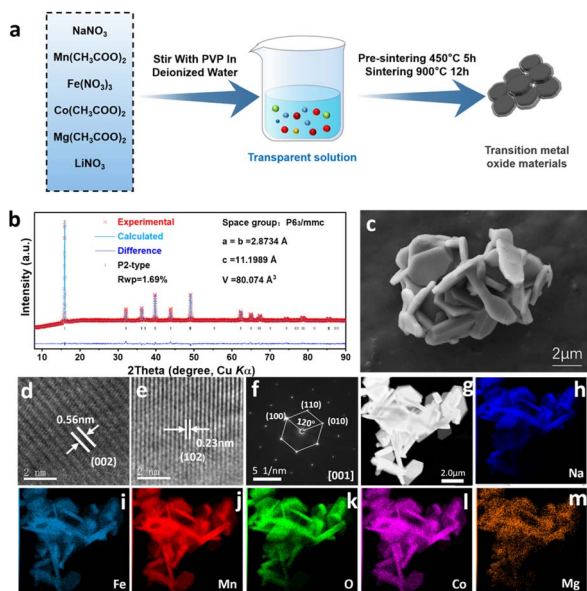 a
NaNO₃
Mn(CH₃COO)₂
Fe(NO₃)₃
Co(CH₃COO)₂
Mg(CH₃COO)₂
LiNO₃
Stir With PVP In
Deionized Water
Transparent solution
Pre-sintering 450°C 5h
Sintering 900°C 12h
Transition metal
oxide materials
b
Intensity (a.u.)
Experimental
Calculated
Difference
P2-type
Rwp=1.69%
Space group: P6₃/mmc
a = b = 2.8734 Å
c = 11.1989 Å
V = 80.074 Å³
10 20 30 40 50 60 70 80 90
2Theta (degree, Cu Kα)
c
2μm
d
0.56nm
(002)
2 nm
e
0.23nm
(102)
2 nm
f
(110)
(100)
(010)
120°
5 1/nm
[001]
g
2.0μm
h
Na
i
Fe
j
Mn
k
O
l
Co
m
Mg